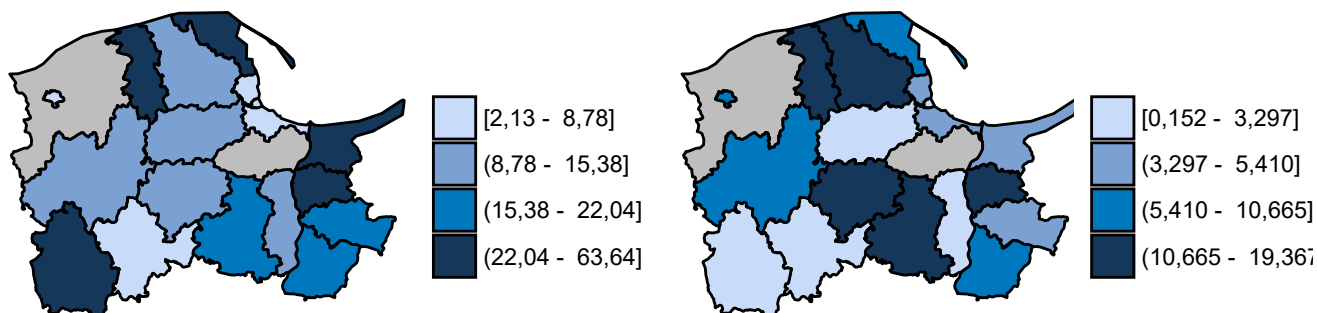 [2,13 - 8,78]
(8,78 - 15,38]
(15,38 - 22,04]
(22,04 - 63,64]
[0,152 - 3,297]
(3,297 - 5,410]
(5,410 - 10,665]
(10,665 - 19,367